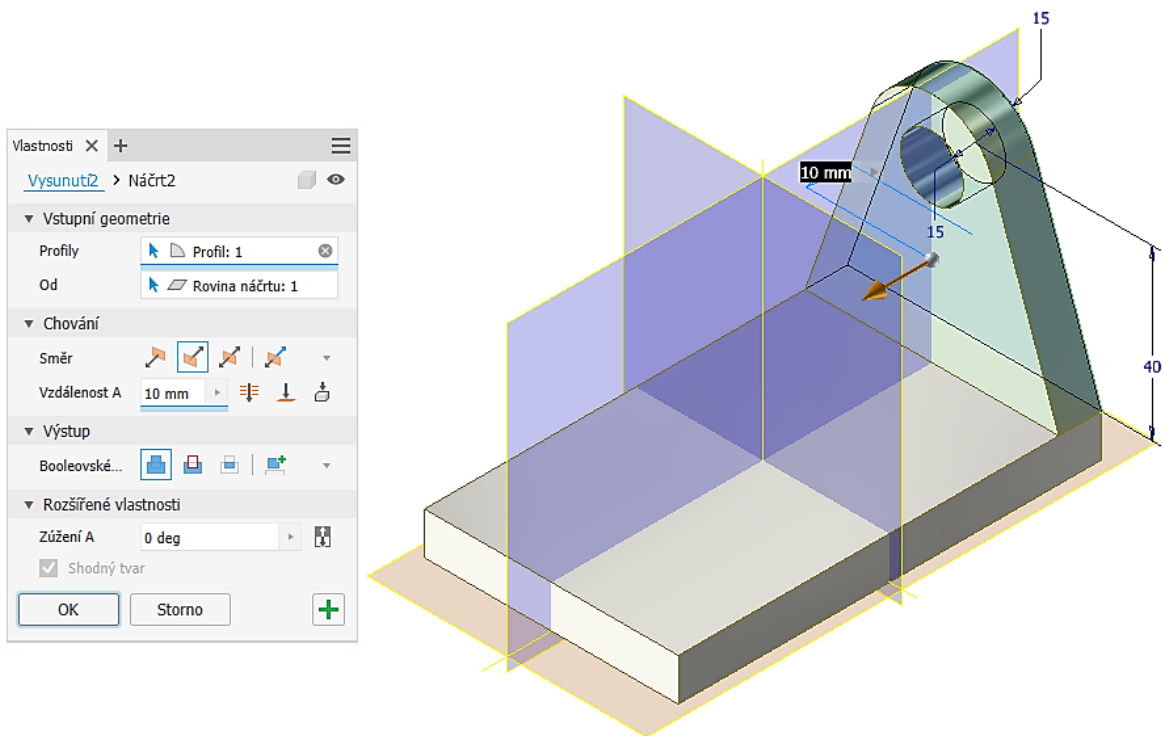 Vlastnosti
Vysunutí2 > Náčrt2
Vstupní geometrie
Profily Profil: 1
Od Rovina náčrtu: 1
Chování
Směr
Vzdálenost A 10 mm
Výstup
Booleovské...
Rozšířené vlastnosti
Zúžení A 0 deg
Shodný tvar
OK Storno
15
10 mm
15
40